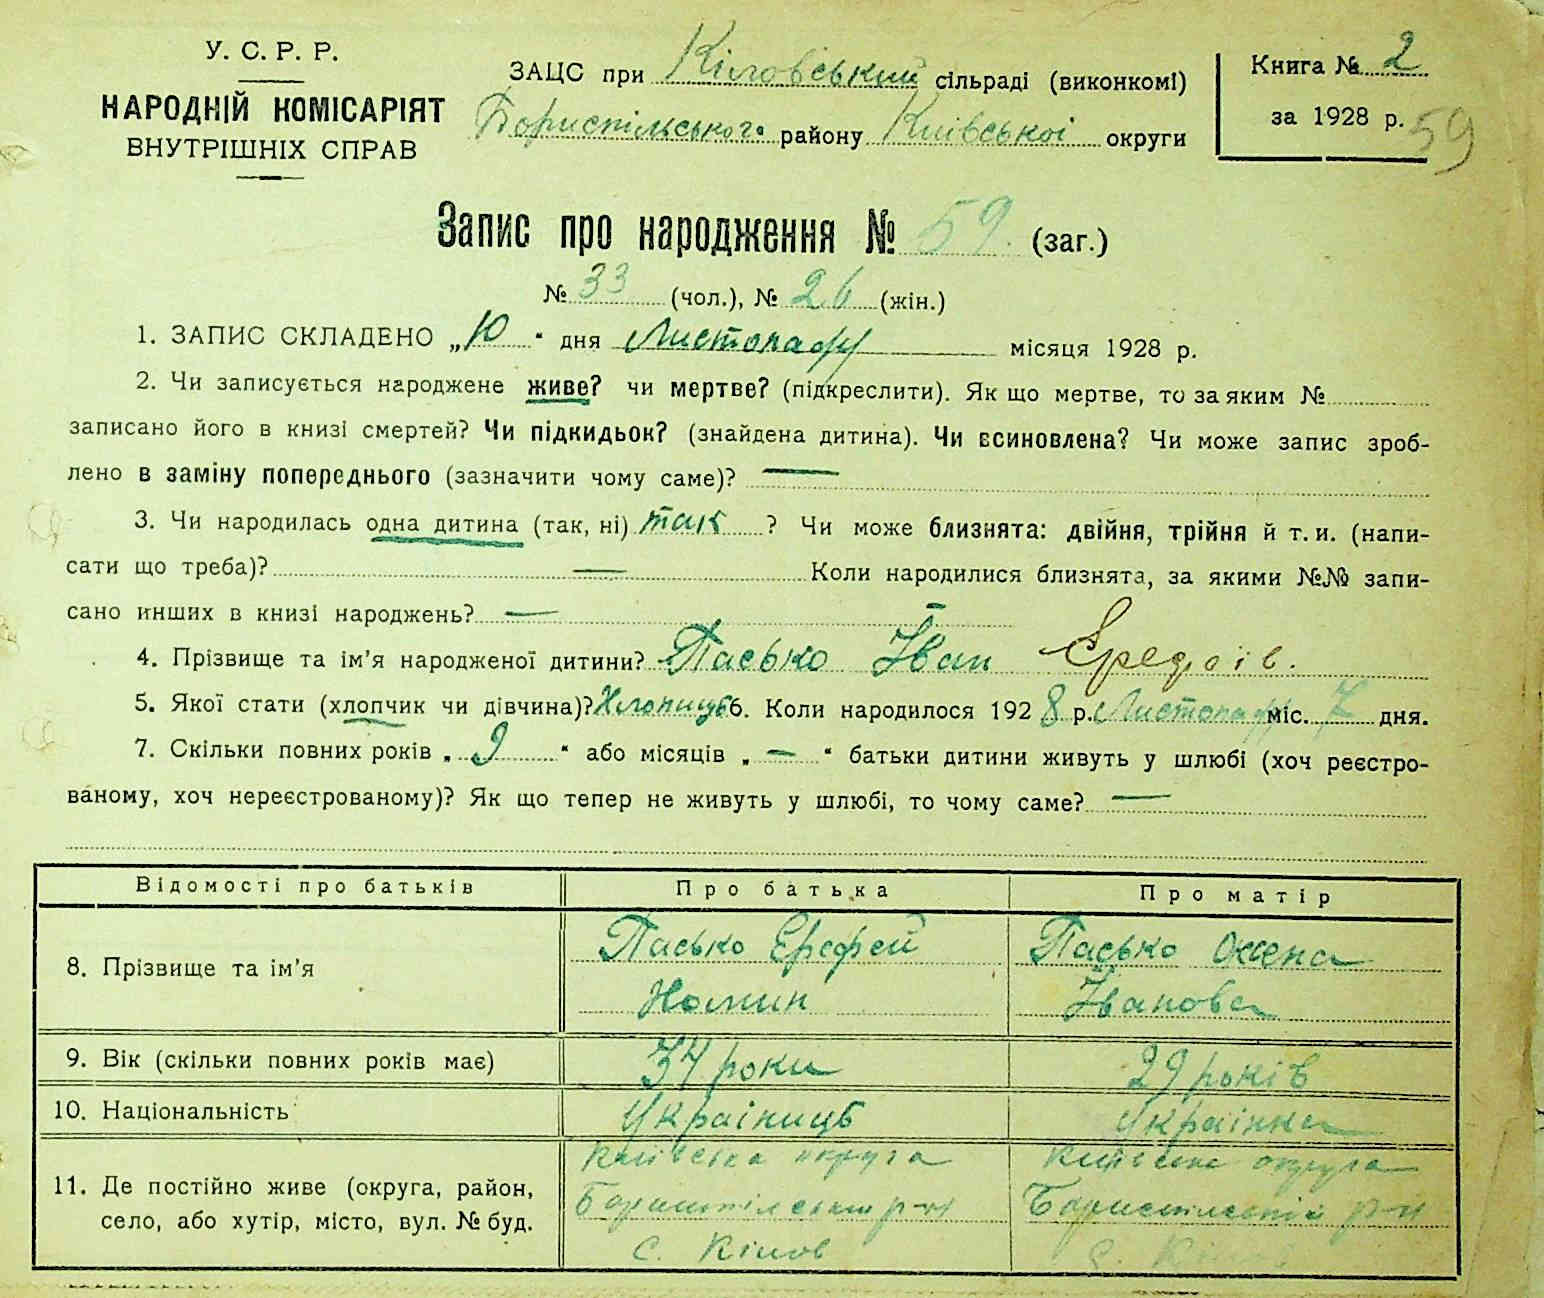 У. С. Р. Р.
НАРОДНІЙ КОМІСАРІЯТ
ВНУТРІШНІХ СПРАВ
ЗАЦС при Кіловський сільраді (виконкомі)
Бориспільського району Київської округи
Книга № 2
за 1928 р.
59
Запис про народження № 59 (заг.)
№ 33 (чол.), № 26 (жін.)
1. ЗАПИС СКЛАДЕНО „10“ дня Листопаду місяця 1928 р.
2. Чи записується народжене живе? чи мертве? (підкреслити). Як що мертве, то за яким №
записано його в книзі смертей? Чи підкидьок? (знайдена дитина). Чи всиновлена? Чи може запис зроб-
лено в заміну попереднього (зазначити чому саме)? —
3. Чи народилась одна дитина (так, ні) так ? Чи може близнята: двійня, трійня й т. и. (напи-
сати що треба)? — Коли народилися близнята, за якими №№ запи-
сано инших в книзі народжень? —
4. Прізвище та ім'я народженої дитини? Пасько Іван
5. Якої стати (хлопчик чи дівчина)? Хлопиць 6. Коли народилося 1928 р. Листопаду міс. 7 дня.
7. Скільки повних років „ 9 “ або місяців „ — “ батьки дитини живуть у шлюбі (хоч реєстро-
ваному, хоч нереєстрованому)? Як що тепер не живуть у шлюбі, то чому саме? —
Відомості про батьків Про батька Про матір
8. Прізвище та ім'я Пасько Ерефей Пасько Оксена
Іванова
9. Вік (скільки повних років має) 34 роки 29 років
10. Національність Україниць Українка
11. Де постійно живе (округа, район, село, або хутір, місто, вул. № буд. Київська округа Київська округа
Бориспільський р-н Бориспільській р-н
с. Кілов с. Кілов